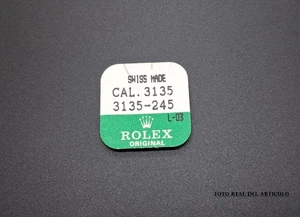 SWISS MADE
CAL. 3135
3135-245
L-03
ROLEX
ORIGINAL
FOTO REAL DEL ARTICULO